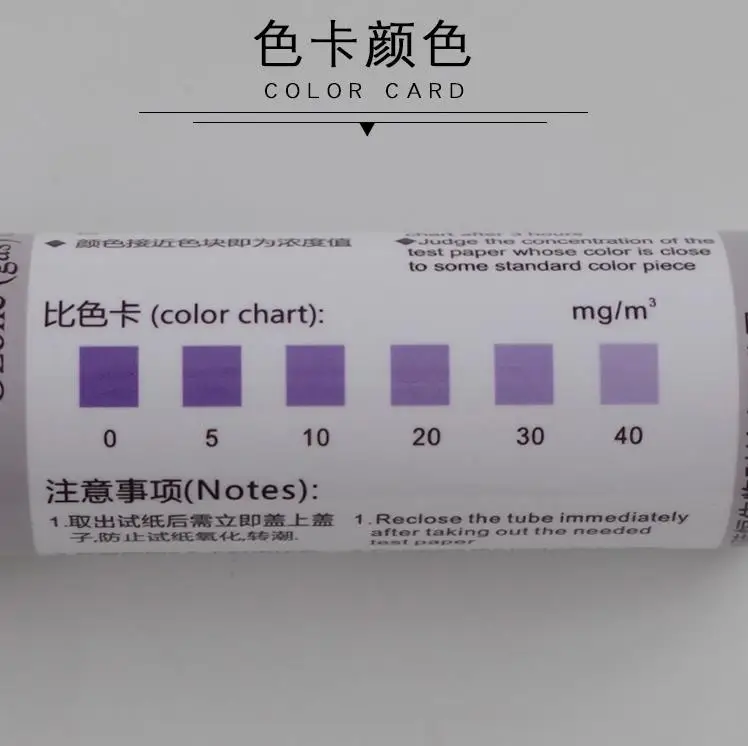 色卡颜色
COLOR CARD
◆ 颜色接近色块即为浓度值
chart after 3 hours
◆Judge the concentration of the
test paper whose color is close
to some standard color piece
比色卡 (color chart):
mg/m³
0 5 10 20 30 40
注意事项(Notes):
1.取出试纸后需立即盖上盖
子,防止试纸氧化,转潮.
1.Reclose the tube immediately
after taking out the needed
test paper